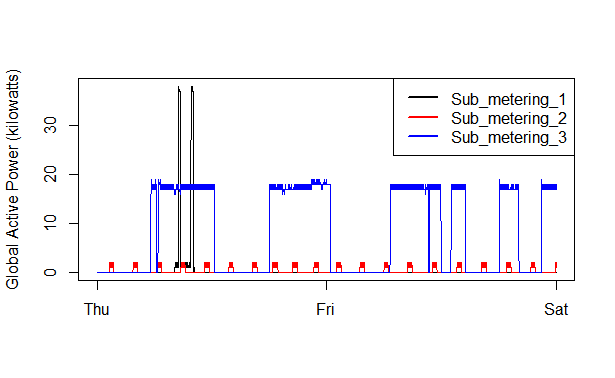 Global Active Power (kilowatts)
30
20
10
0
Sub_metering_1
Sub_metering_2
Sub_metering_3
Thu
Fri
Sat